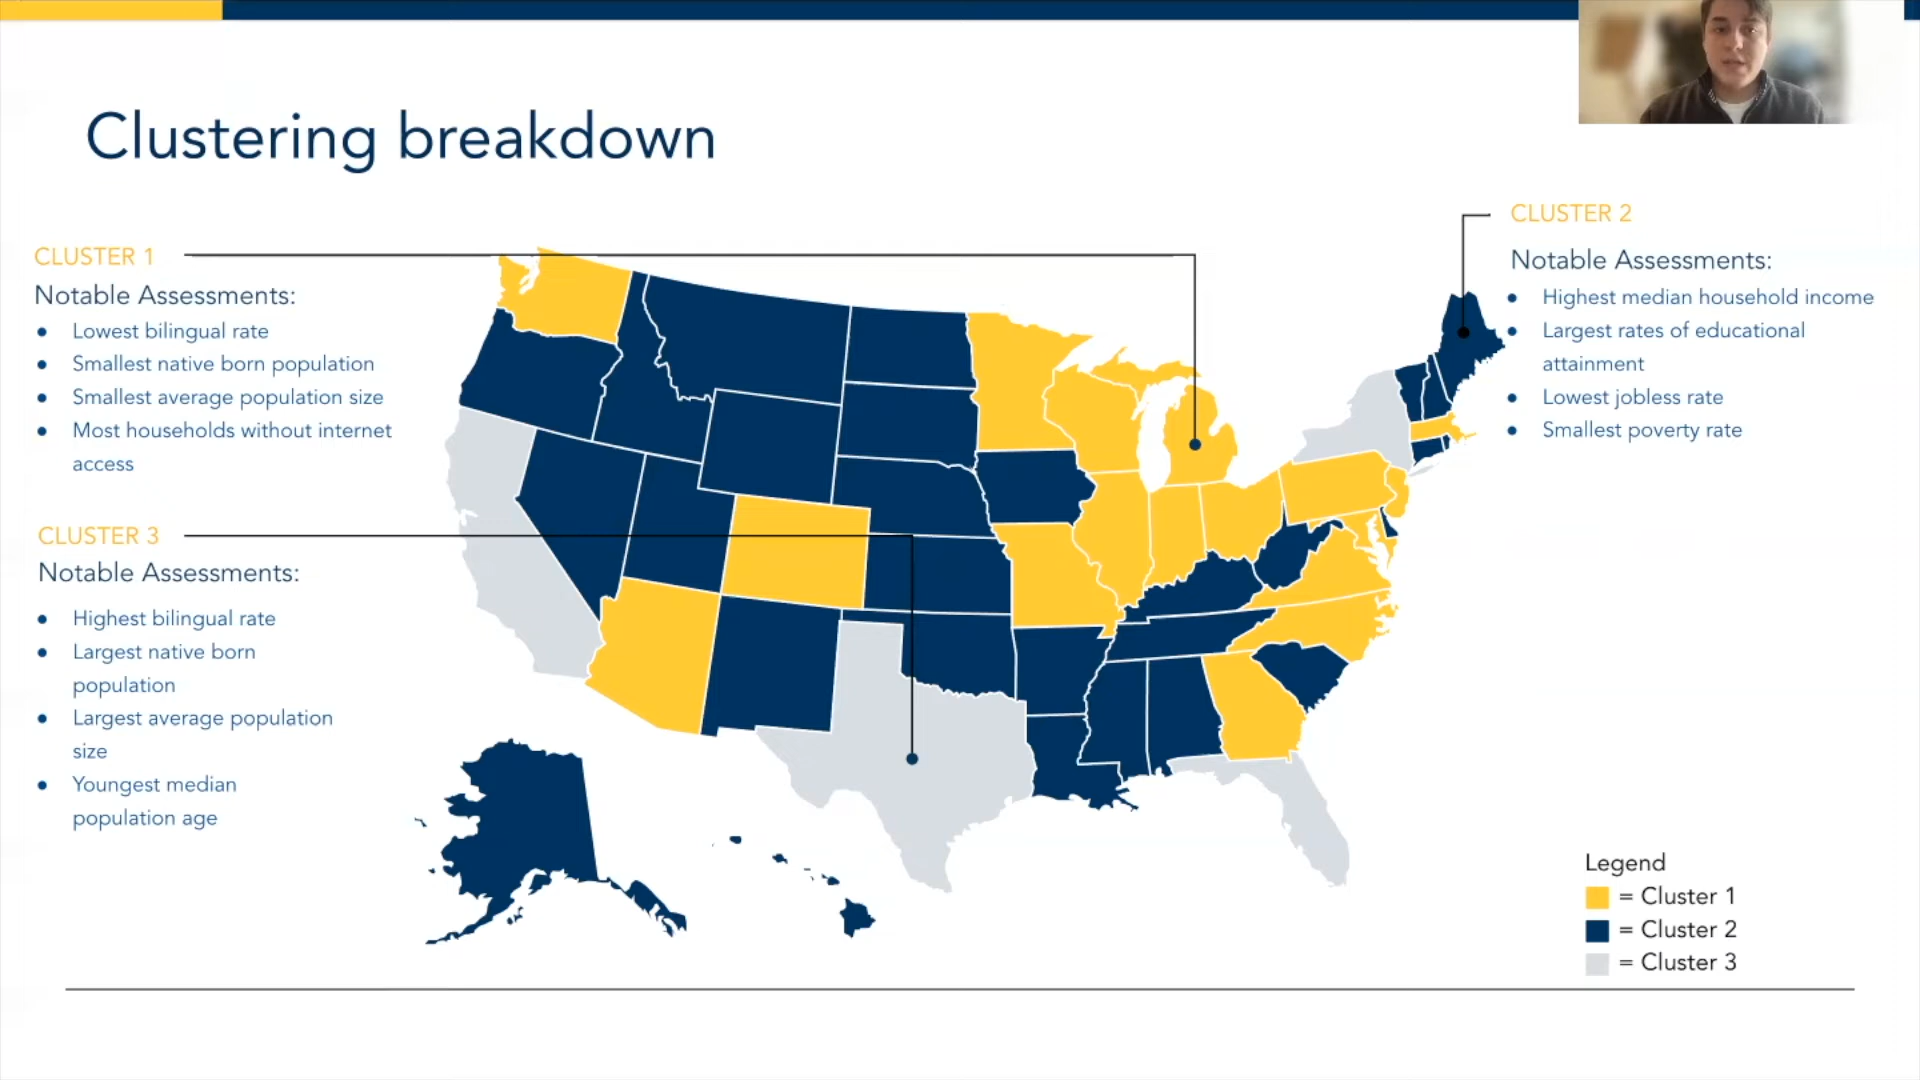 Clustering breakdown
CLUSTER 1
Notable Assessments:
• Lowest bilingual rate
• Smallest native born population
• Smallest average population size
• Most households without internet
access
CLUSTER 3
Notable Assessments:
• Highest bilingual rate
• Largest native born
population
• Largest average population
size
• Youngest median
population age
CLUSTER 2
Notable Assessments:
• Highest median household income
• Largest rates of educational
attainment
• Lowest jobless rate
• Smallest poverty rate
Legend
= Cluster 1
= Cluster 2
= Cluster 3